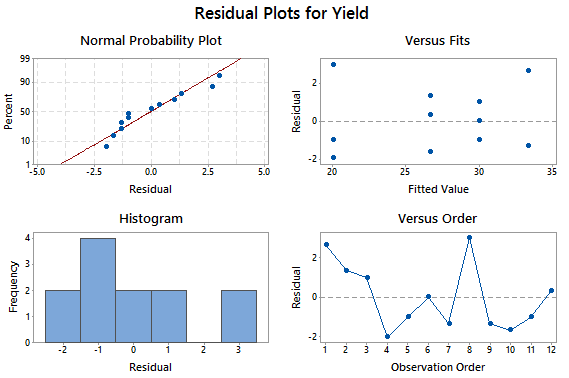 Residual Plots for Yield
Normal Probability Plot
99
90
50
10
1
Percent
-5.0 -2.5 0.0 2.5 5.0
Residual
Versus Fits
2
0
-2
Residual
20 25 30 35
Fitted Value
Histogram
4
3
2
1
0
Frequency
-2 -1 0 1 2 3
Residual
Versus Order
2
0
-2
Residual
1 2 3 4 5 6 7 8 9 10 11 12
Observation Order